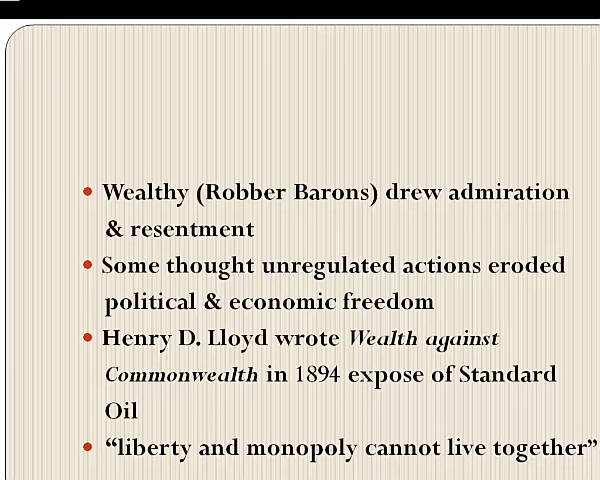 • Wealthy (Robber Barons) drew admiration
& resentment
• Some thought unregulated actions eroded
political & economic freedom
• Henry D. Lloyd wrote Wealth against
Commonwealth in 1894 expose of Standard
Oil
• “liberty and monopoly cannot live together”